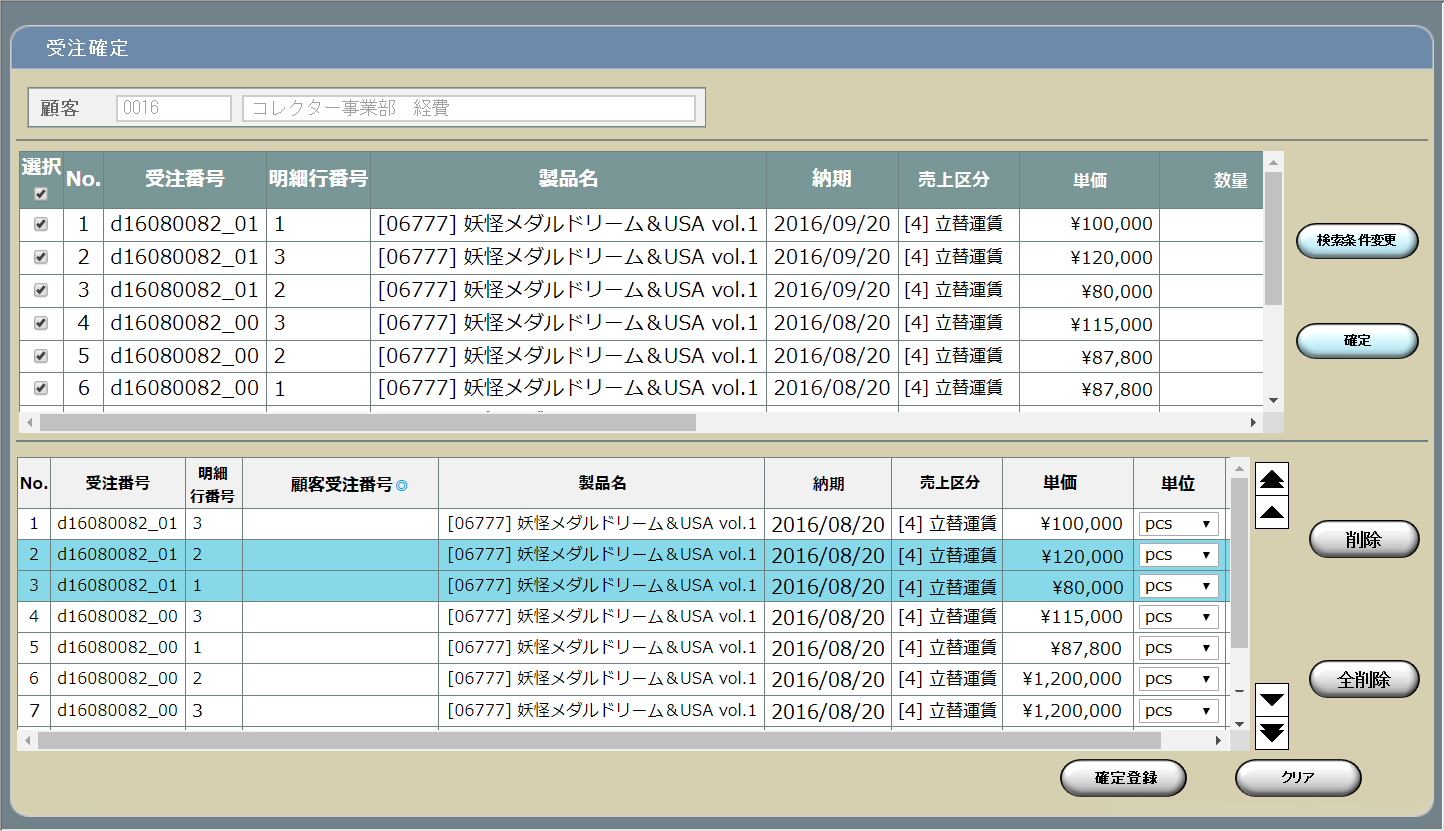 受注確定
顧客 0016 コレクター事業部 経費
選択 No. 受注番号 明細行番号 製品名 納期 売上区分 単価 数量
1 d16080082_01 1 [06777] 妖怪メダルドリーム&USA vol.1 2016/09/20 [4] 立替運賃 ¥100,000
2 d16080082_01 3 [06777] 妖怪メダルドリーム&USA vol.1 2016/09/20 [4] 立替運賃 ¥120,000
3 d16080082_01 2 [06777] 妖怪メダルドリーム&USA vol.1 2016/09/20 [4] 立替運賃 ¥80,000
4 d16080082_00 3 [06777] 妖怪メダルドリーム&USA vol.1 2016/08/20 [4] 立替運賃 ¥115,000
5 d16080082_00 2 [06777] 妖怪メダルドリーム&USA vol.1 2016/08/20 [4] 立替運賃 ¥87,800
6 d16080082_00 1 [06777] 妖怪メダルドリーム&USA vol.1 2016/08/20 [4] 立替運賃 ¥87,800
検索条件変更
確定
No. 受注番号 明細 行番号 顧客受注番号◎ 製品名 納期 売上区分 単価 単位
1 d16080082_01 3 [06777] 妖怪メダルドリーム&USA vol.1 2016/08/20 [4] 立替運賃 ¥100,000 pcs
2 d16080082_01 2 [06777] 妖怪メダルドリーム&USA vol.1 2016/08/20 [4] 立替運賃 ¥120,000 pcs
3 d16080082_01 1 [06777] 妖怪メダルドリーム&USA vol.1 2016/08/20 [4] 立替運賃 ¥80,000 pcs
4 d16080082_00 3 [06777] 妖怪メダルドリーム&USA vol.1 2016/08/20 [4] 立替運賃 ¥115,000 pcs
5 d16080082_00 1 [06777] 妖怪メダルドリーム&USA vol.1 2016/08/20 [4] 立替運賃 ¥87,800 pcs
6 d16080082_00 2 [06777] 妖怪メダルドリーム&USA vol.1 2016/08/20 [4] 立替運賃 ¥1,200,000 pcs
7 d16080082_00 3 [06777] 妖怪メダルドリーム&USA vol.1 2016/08/20 [4] 立替運賃 ¥1,200,000 pcs
削除
全削除
確定登録 クリア